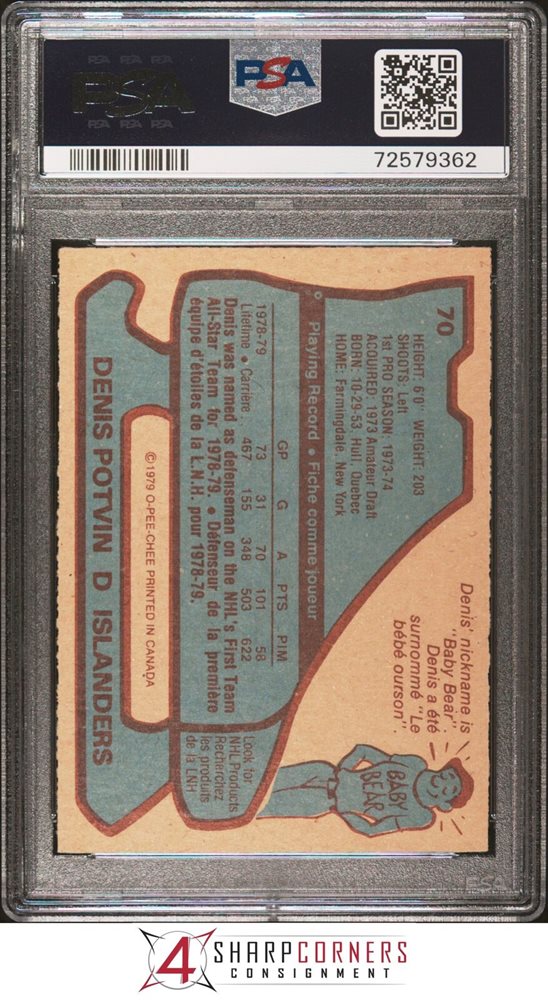 PSA
72579362
70
HEIGHT: 6'0" WEIGHT: 203
SHOOTS: Left
1st PRO SEASON: 1973-74
ACQUIRED: 1973 Amateur Draft
BORN: 10-29-53, Hull, Quebec
HOME: Farmingdale, New York
Denis' nickname is
"Baby Bear".
Denis a été
surnommé "Le
bébé ourson".
BABY
BEAR
Playing Record • Fiche comme joueur
GP G A PTS PIM
1978-79 73 31 70 101 58
Lifetime • Carrière 467 155 348 503 622
Denis was named as defenseman on the NHL's First Team
All-Star Team for 1978-79. • Défenseur de la première
équipe d'étoiles de la L.N.H. pour 1978-79.
Look for
NHL Products
Recherchez
les produits
de la LNH
©1979 O-PEE-CHEE PRINTED IN CANADA
DENIS POTVIN D ISLANDERS
PSA
4 SHARPCORNERS
CONSIGNMENT